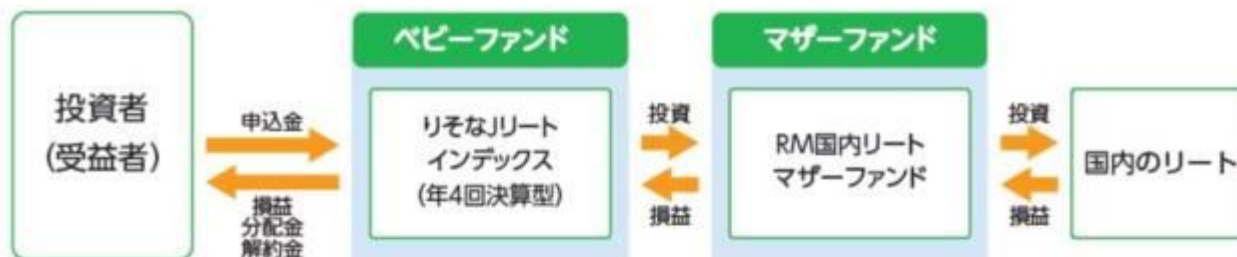 ベビーファンド
マザーファンド
投資者
(受益者)
申込金
損益
分配金
解約金
りそなJリート
インデックス
(年4回決算型)
投資
損益
RM国内リート
マザーファンド
投資
損益
国内のリート